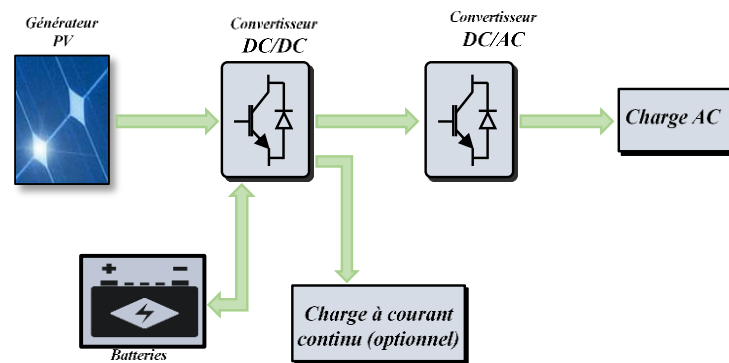 Générateur
PV
Convertisseur
DC/DC
Convertisseur
DC/AC
Charge AC
+ -
Batteries
Charge à courant
continu (optionnel)